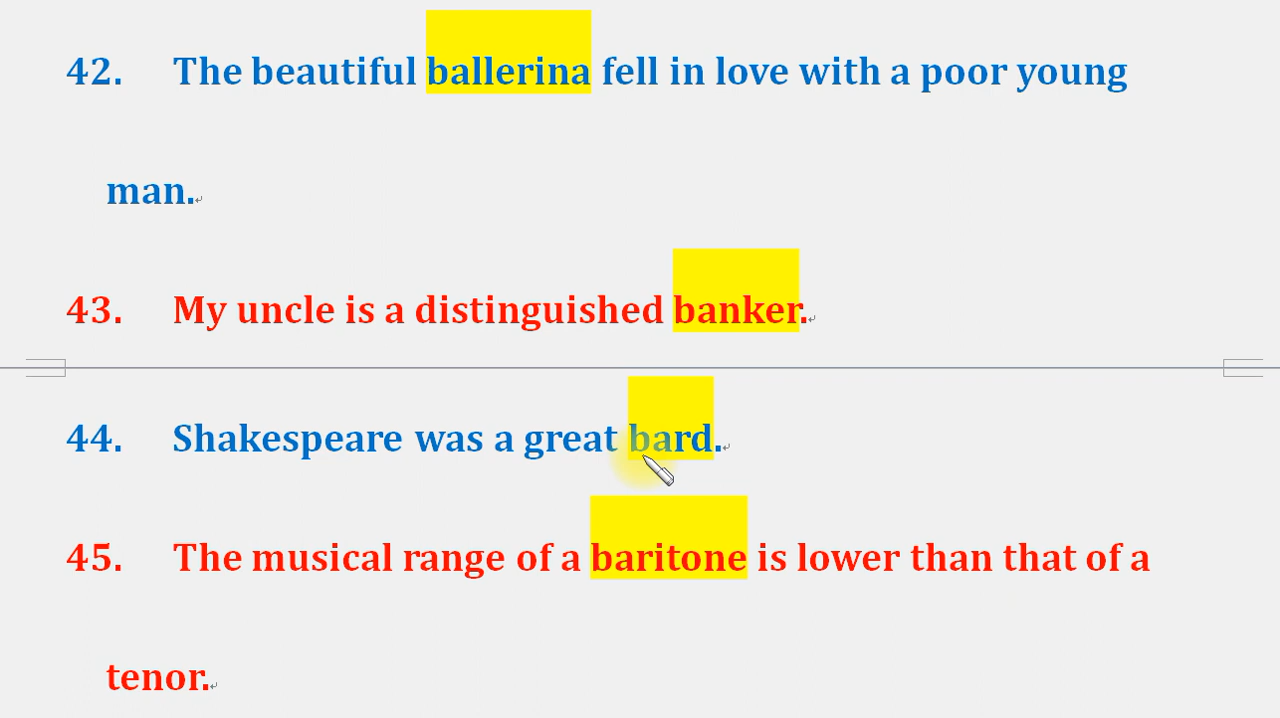 42. The beautiful ballerina fell in love with a poor young
man.
43. My uncle is a distinguished banker.
44. Shakespeare was a great bard.
45. The musical range of a baritone is lower than that of a
tenor.